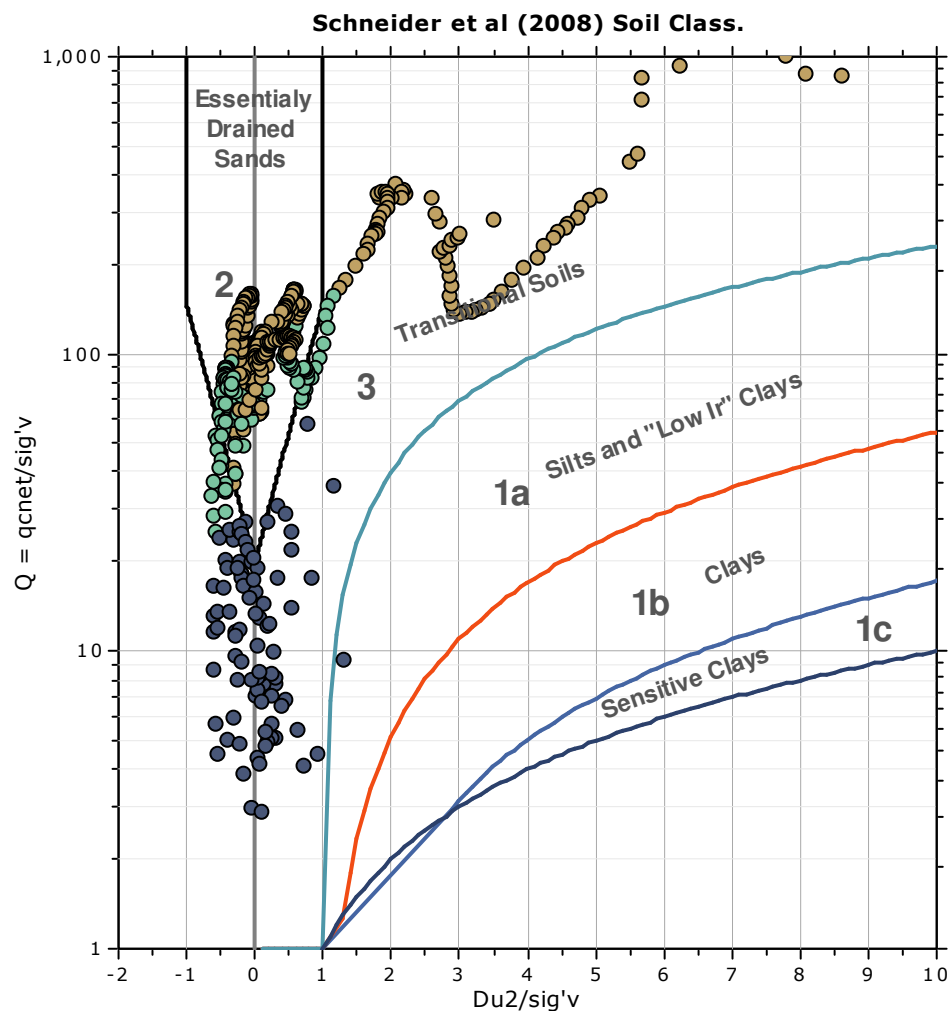 Schneider et al (2008) Soil Class.
1,000
Essentialy
Drained
Sands
2
Transitional Soils
100
3
Silts and "Low Ir" Clays
1a
Clays
1b
10
1c
Sensitive Clays
1
-2 -1 0 1 2 3 4 5 6 7 8 9 10
Du2/sig'v
Q = qcnet/sig'v